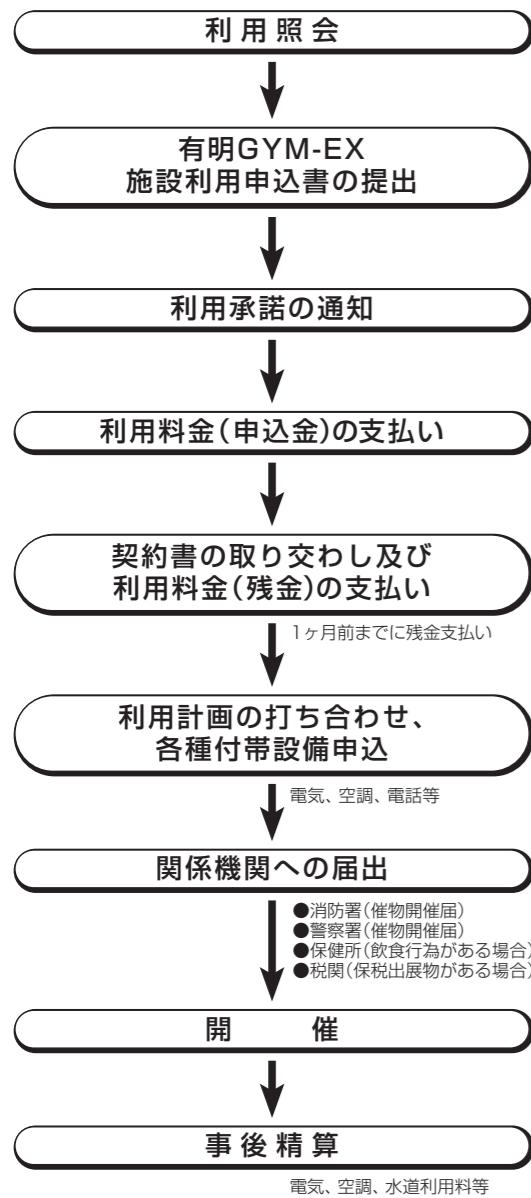 利用照会
有明GYM-EX
施設利用申込書の提出
利用承諾の通知
利用料金(申込金)の支払い
契約書の取り交わし及び
利用料金(残金)の支払い
1ヶ月前までに残金支払い
利用計画の打ち合わせ、
各種付帯設備申込
電気、空調、電話等
関係機関への届出
●消防署(催物開催届)
●警察署(催物開催届)
●保健所(飲食行為がある場合)
●税関(保税出展物がある場合)
開　催
事後精算
電気、空調、水道利用料等